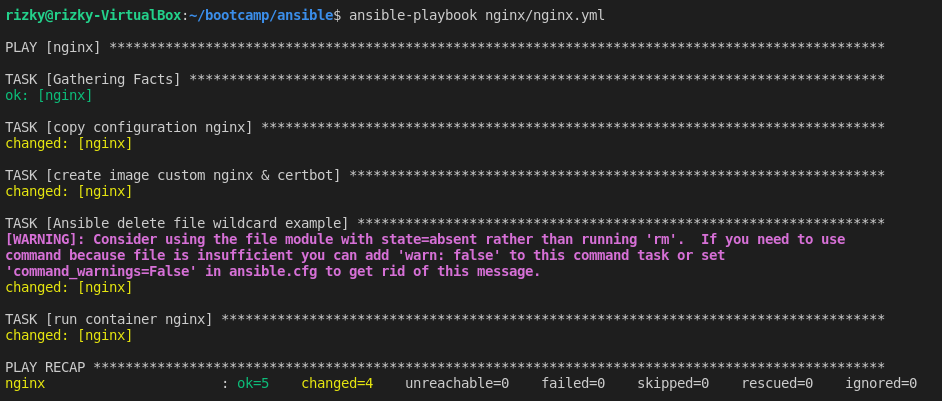 rizky@rizky-VirtualBox:~/bootcamp/ansible$ ansible-playbook nginx/nginx.yml
PLAY [nginx] *************************************************************************************************
TASK [Gathering Facts] ***************************************************************************************
ok: [nginx]
TASK [copy configuration nginx] ******************************************************************************
changed: [nginx]
TASK [create image custom nginx & certbot] *******************************************************************
changed: [nginx]
TASK [Ansible delete file wildcard example] ******************************************************************
[WARNING]: Consider using the file module with state=absent rather than running 'rm'.  If you need to use
command because file is insufficient you can add 'warn: false' to this command task or set
'command_warnings=False' in ansible.cfg to get rid of this message.
changed: [nginx]
TASK [run container nginx] ***********************************************************************************
changed: [nginx]
PLAY RECAP ***************************************************************************************************
nginx                      : ok=5    changed=4    unreachable=0    failed=0    skipped=0    rescued=0    ignored=0